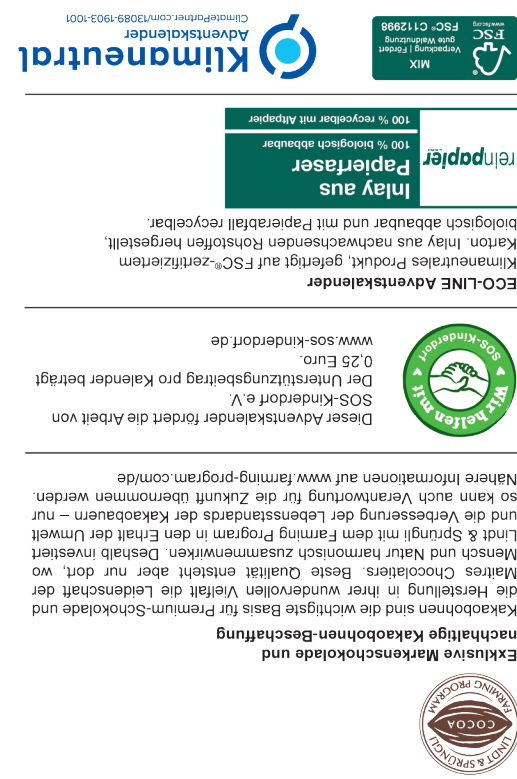 LINDT & SPRÜNGLI
COCOA
FARMING PROGRAM
Exklusive Markenschokolade und
nachhaltige Kakaobohnen-Beschaffung
Kakaobohnen sind die wichtigste Basis für Premium-Schokolade und
die Herstellung in ihrer wundervollen Vielfalt die Leidenschaft der
Maitres Chocolatiers. Beste Qualität entsteht aber nur dort, wo
Mensch und Natur harmonisch zusammenwirken. Deshalb investiert
Lindt & Sprüngli mit dem Farming Program in den Erhalt der Umwelt
und die Verbesserung der Lebensstandards der Kakaobauern – nur
so kann auch Verantwortung für die Zukunft übernommen werden.
Nähere Informationen auf www.farming-program.com/de
Wir helfen mit
SOS-Kinderdorf
Dieser Adventskalender fördert die Arbeit von
SOS-Kinderdorf e.V.
Der Unterstützungsbeitrag pro Kalender beträgt
0,25 Euro.
www.sos-kinderdorf.de
ECO-LINE Adventskalender
Klimaneutrales Produkt, gefertigt auf FSC®-zertifiziertem
Karton. Inlay aus nachwachsenden Rohstoffen hergestellt,
biologisch abbaubar und mit Papierabfall recycelbar.
reinpapier
Inlay aus
Papierfaser
100 % biologisch abbaubar
100 % recycelbar mit Altpapier
FSC
www.fsc.org
MIX
Verpackung | Fördert
gute Waldnutzung
FSC® C112998
Klimaneutral
Adventskalender
ClimatePartner.com/13089-1903-1001